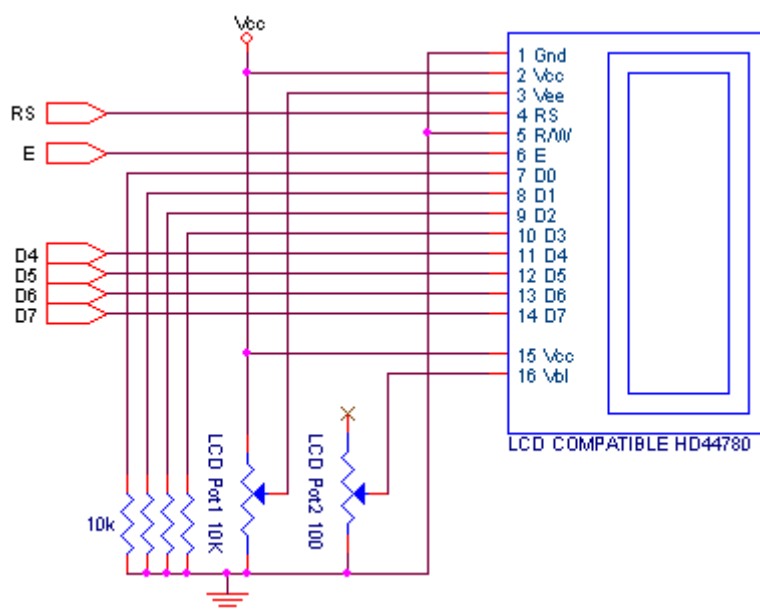 Vcc
1 Gnd
2 Vcc
3 Vee
RS
4 RS
5 R/W
E
6 E
7 D0
8 D1
9 D2
10 D3
D4
11 D4
D5
12 D5
D6
13 D6
D7
14 D7
15 Vcc
16 Vbl
LCD COMPATIBLE HD44780
10k
LCD Pot1 10K
LCD Pot2 100